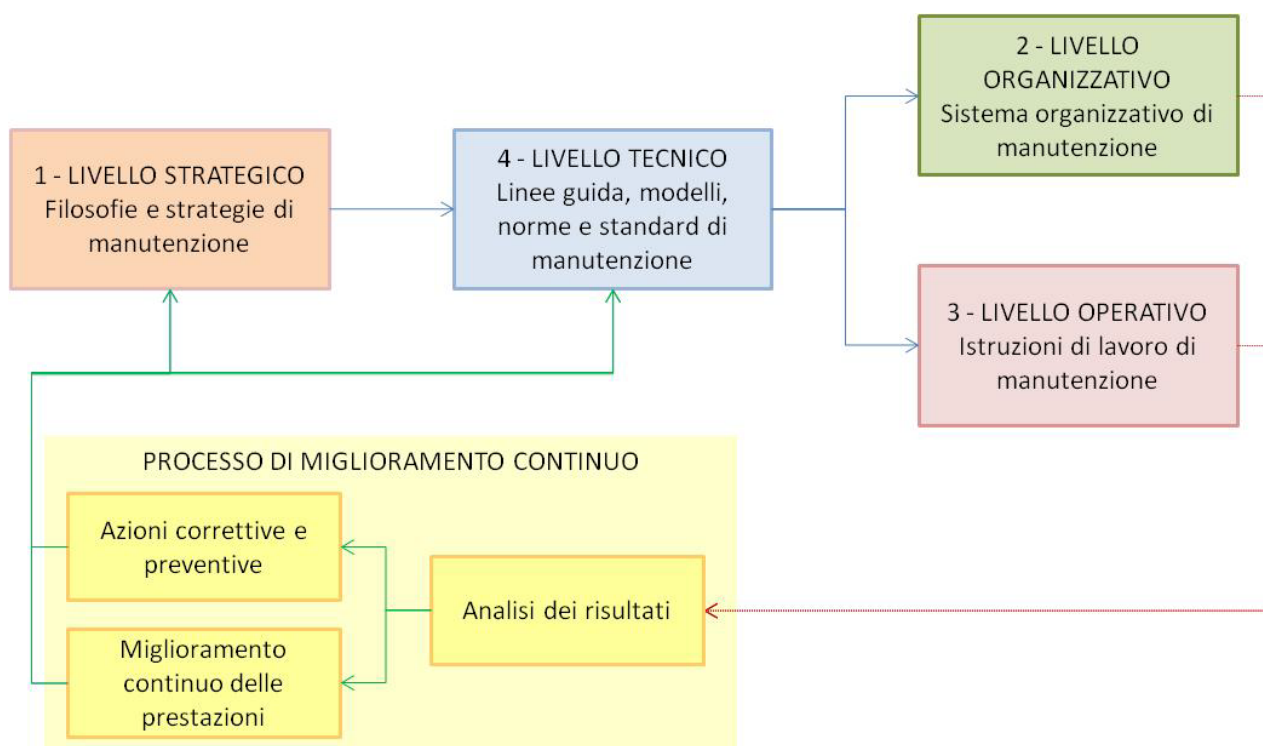 1 - LIVELLO STRATEGICO
Filosofie e strategie di
manutenzione
4 - LIVELLO TECNICO
Linee guida, modelli,
norme e standard di
manutenzione
2 - LIVELLO
ORGANIZZATIVO
Sistema organizzativo di
manutenzione
3 - LIVELLO OPERATIVO
Istruzioni di lavoro di
manutenzione
PROCESSO DI MIGLIORAMENTO CONTINUO
Azioni correttive e
preventive
Miglioramento
continuo delle
prestazioni
Analisi dei risultati